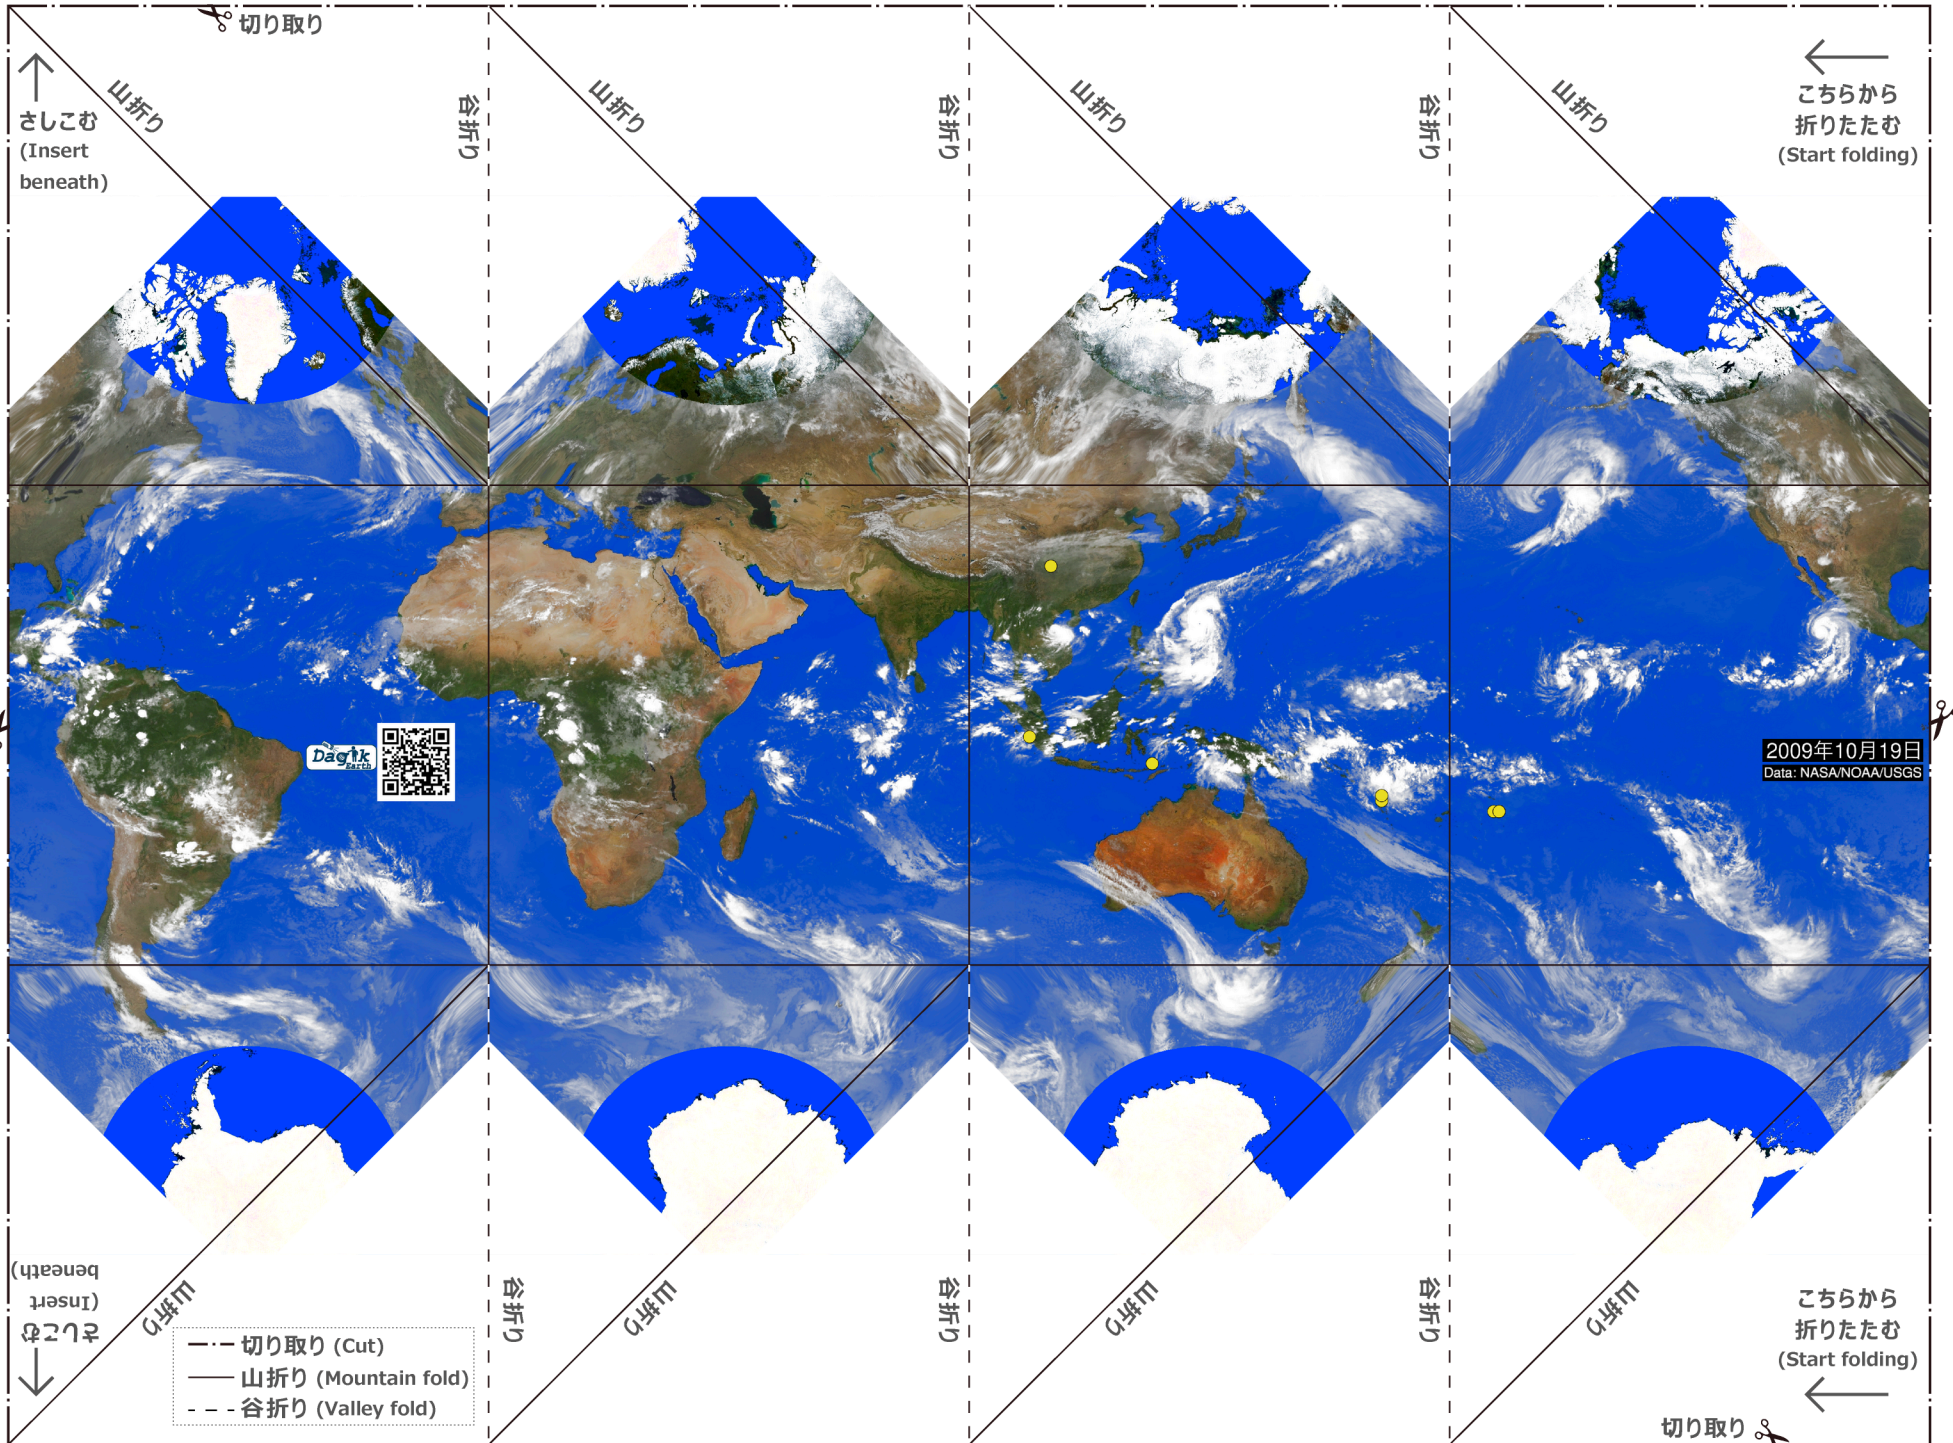 切り取り
山折り
谷折り
山折り
谷折り
山折り
谷折り
山折り
さしこむ
(Insert
beneath)
こちらから
折りたたむ
(Start folding)
Dagik
Earth
2009年10月19日
Data: NASA/NOAA/USGS
さしこむ
(Insert
beneath)
山折り
谷折り
山折り
谷折り
山折り
谷折り
山折り
こちらから
折りたたむ
(Start folding)
切り取り (Cut)
山折り (Mountain fold)
谷折り (Valley fold)
切り取り